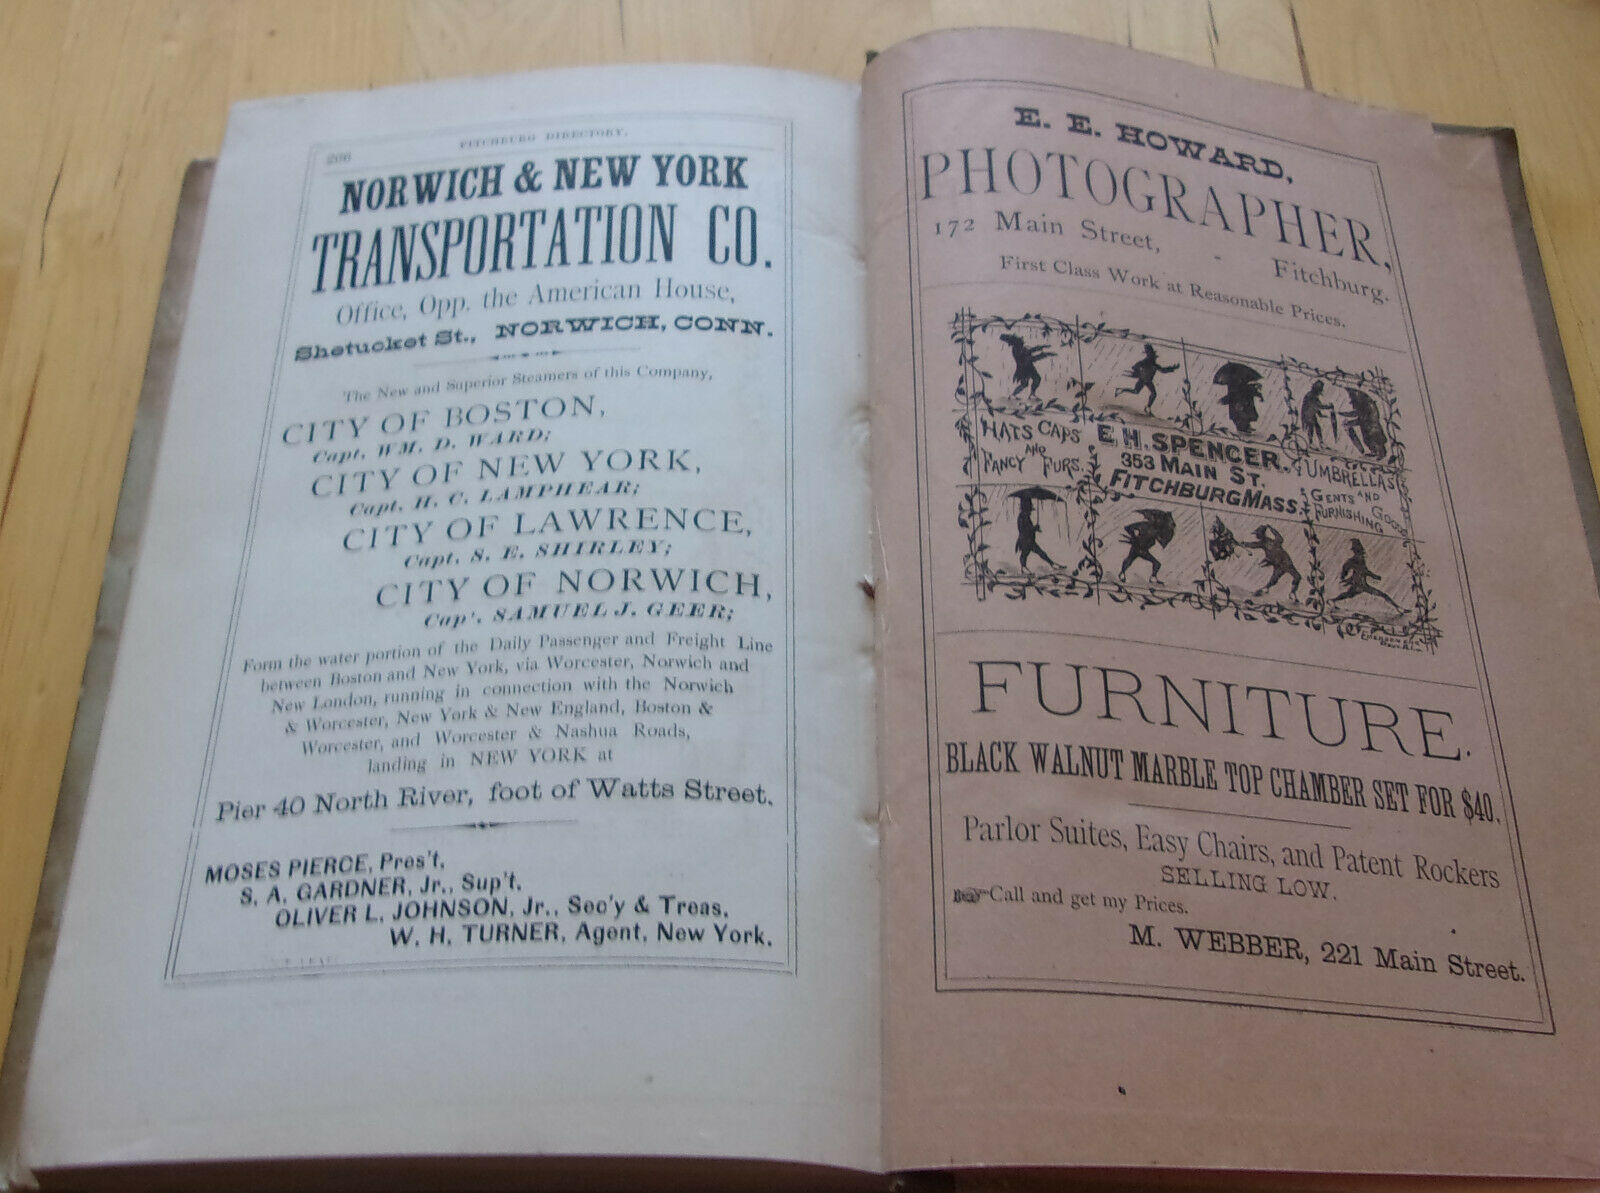 FITCHBURG DIRECTORY.
266
NORWICH & NEW YORK
TRANSPORTATION CO.
Office, Opp. the American House,
Shetucket St., NORWICH, CONN.
The New and Superior Steamers of this Company,
CITY OF BOSTON,
Capt. WM. D. WARD;
CITY OF NEW YORK,
Capt. H. C. LAMPHEAR;
CITY OF LAWRENCE,
Capt. S. E. SHIRLEY;
CITY OF NORWICH,
Cap'. SAMUEL J. GEER;
Form the water portion of the Daily Passenger and Freight Line
between Boston and New York, via Worcester, Norwich and
New London, running in connection with the Norwich
& Worcester, New York & New England, Boston &
Worcester, and Worcester & Nashua Roads,
landing in NEW YORK at
Pier 40 North River, foot of Watts Street.
MOSES PIERCE, Pres't.
S. A. GARDNER, Jr., Sup't.
OLIVER L. JOHNSON, Jr., Sec'y & Treas.
W. H. TURNER, Agent, New York.
E. E. HOWARD,
PHOTOGRAPHER,
172 Main Street, - Fitchburg.
First Class Work at Reasonable Prices.
HATS CAPS
AND
FANCY FURS.
E. H. SPENCER.
353 MAIN ST.
FITCHBURG MASS.
UMBRELLAS
GENTS AND
FURNISHING GOODS
FURNITURE.
BLACK WALNUT MARBLE TOP CHAMBER SET FOR $40.
Parlor Suites, Easy Chairs, and Patent Rockers
SELLING LOW.
Call and get my Prices.
M. WEBBER, 221 Main Street.